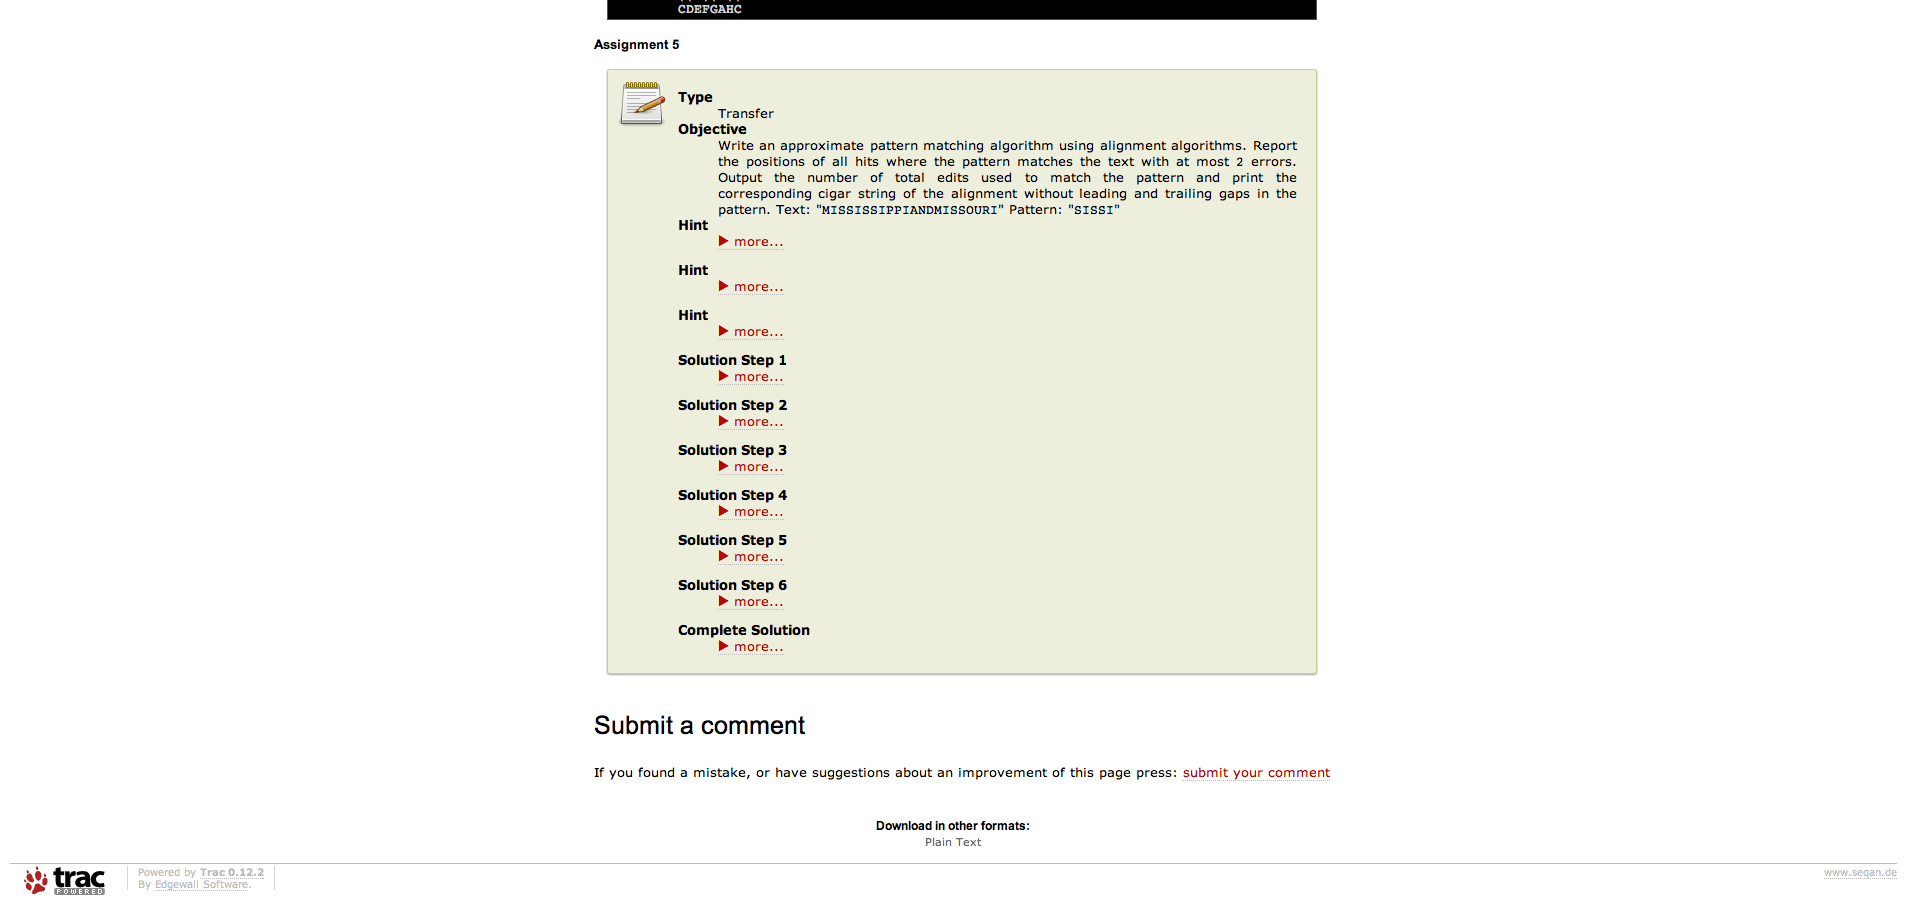 CDEFGAHC
Assignment 5
Type
Transfer
Objective
Write an approximate pattern matching algorithm using alignment algorithms. Report
the positions of all hits where the pattern matches the text with at most 2 errors.
Output the number of total edits used to match the pattern and print the
corresponding cigar string of the alignment without leading and trailing gaps in the
pattern. Text: "MISSISSIPPIANDMISSOURI" Pattern: "SISSI"
Hint
▶ more...
Hint
▶ more...
Hint
▶ more...
Solution Step 1
▶ more...
Solution Step 2
▶ more...
Solution Step 3
▶ more...
Solution Step 4
▶ more...
Solution Step 5
▶ more...
Solution Step 6
▶ more...
Complete Solution
▶ more...
Submit a comment
If you found a mistake, or have suggestions about an improvement of this page press: submit your comment
Download in other formats:
Plain Text
trac
POWERED
Powered by Trac 0.12.2
By Edgewall Software.
www.seqan.de